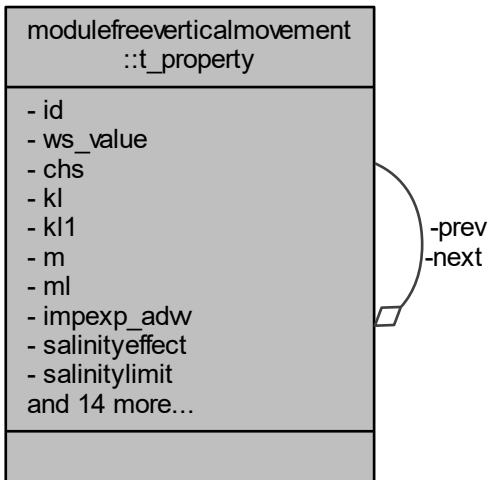 modulefreeverticalmovement
::t_property
- id
- ws_value
- chs
- kl
- kl1
- m
- ml
- impexp_adw
- salinityeffect
- salinitylimit
and 14 more...
-prev
-next